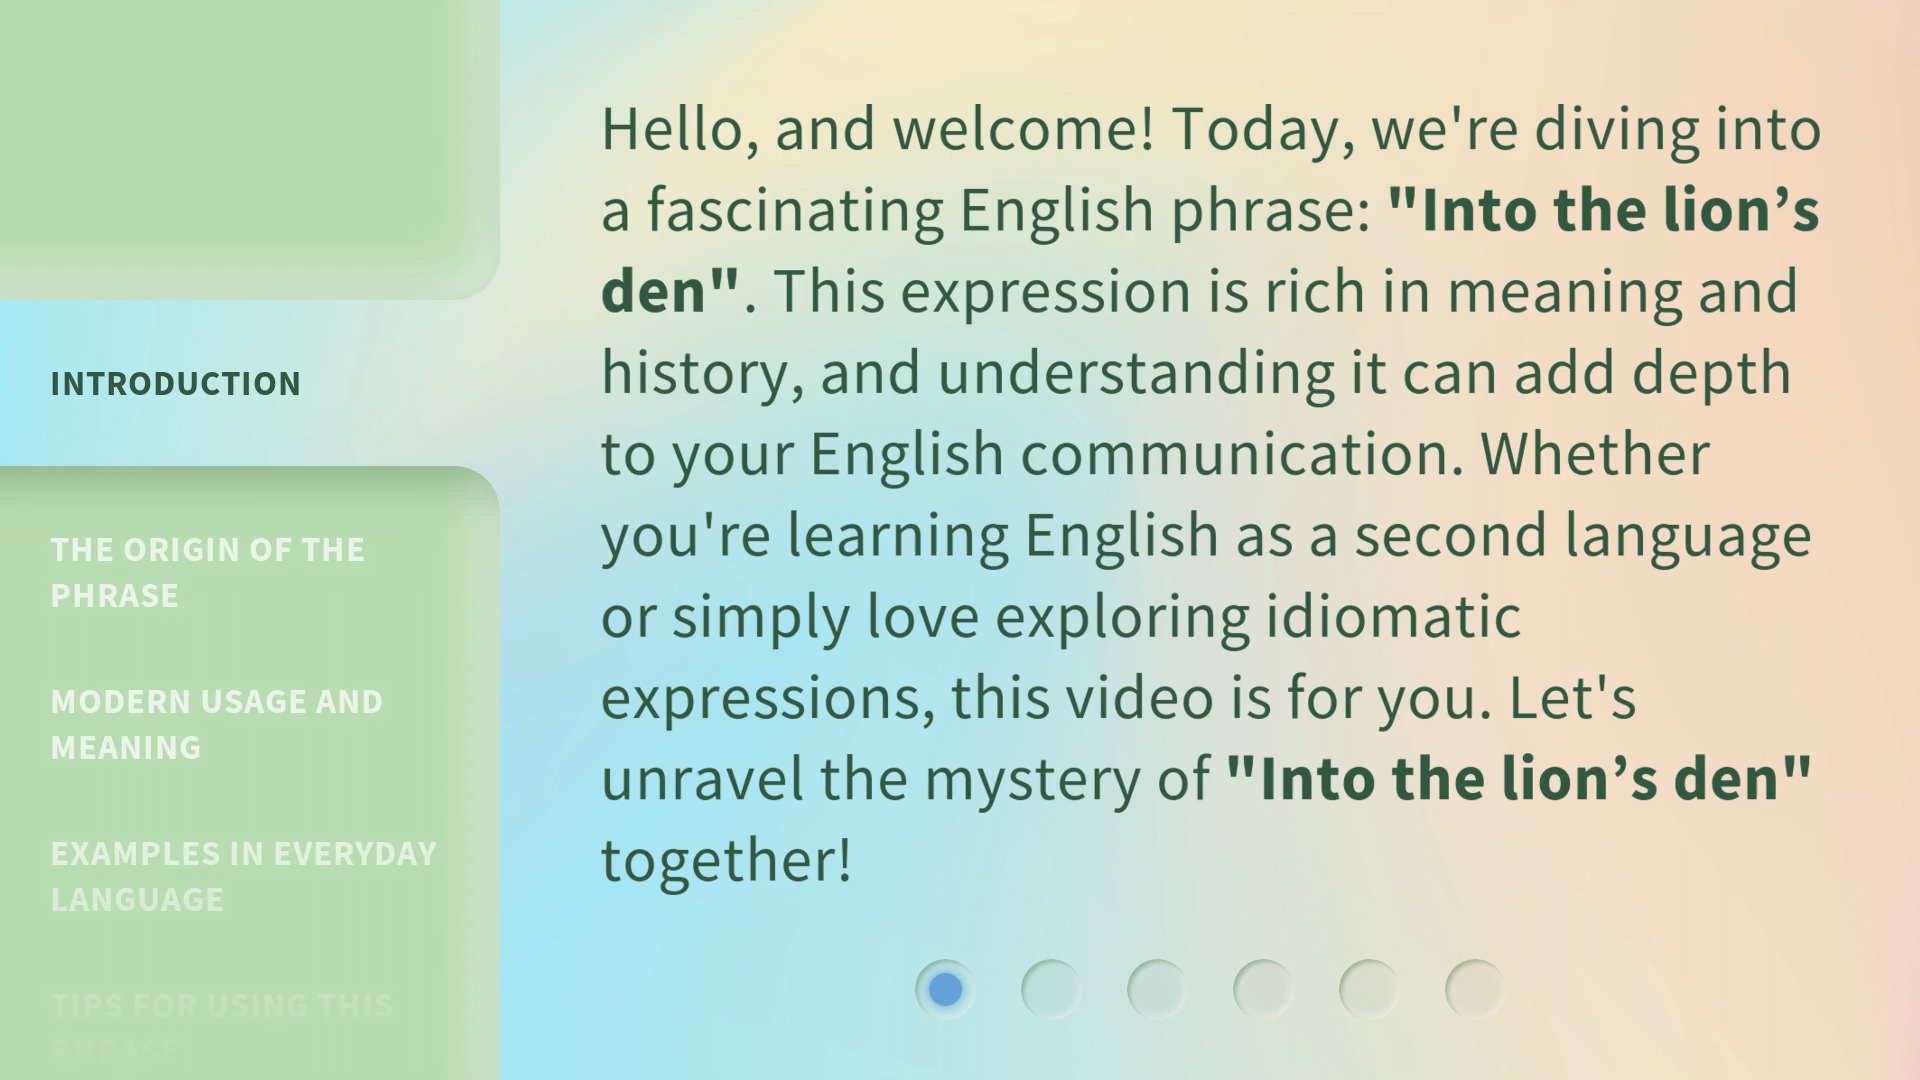 INTRODUCTION
THE ORIGIN OF THE
PHRASE
MODERN USAGE AND
MEANING
EXAMPLES IN EVERYDAY
LANGUAGE
TIPS FOR USING THIS
PHRASE
Hello, and welcome! Today, we're diving into
a fascinating English phrase: "Into the lion’s
den". This expression is rich in meaning and
history, and understanding it can add depth
to your English communication. Whether
you're learning English as a second language
or simply love exploring idiomatic
expressions, this video is for you. Let's
unravel the mystery of "Into the lion’s den"
together!